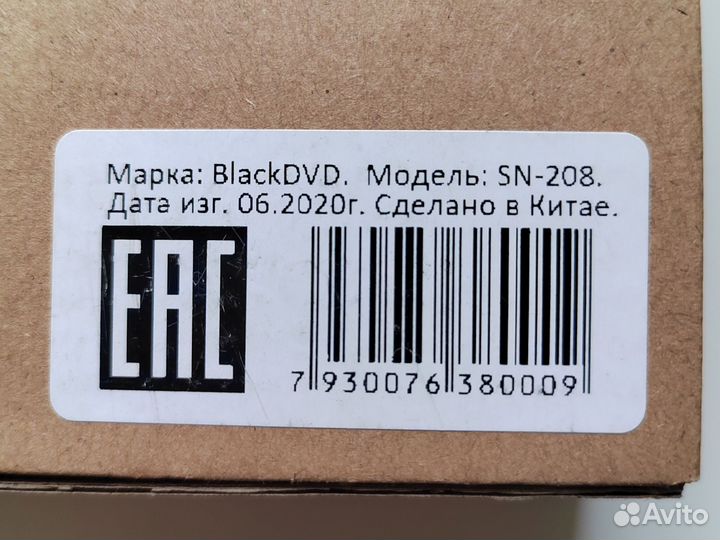 Марка: BlackDVD. Модель: SN-208.
Дата изг. 06.2020г. Сделано в Китае.
EAC
7 930076 380009
Avito